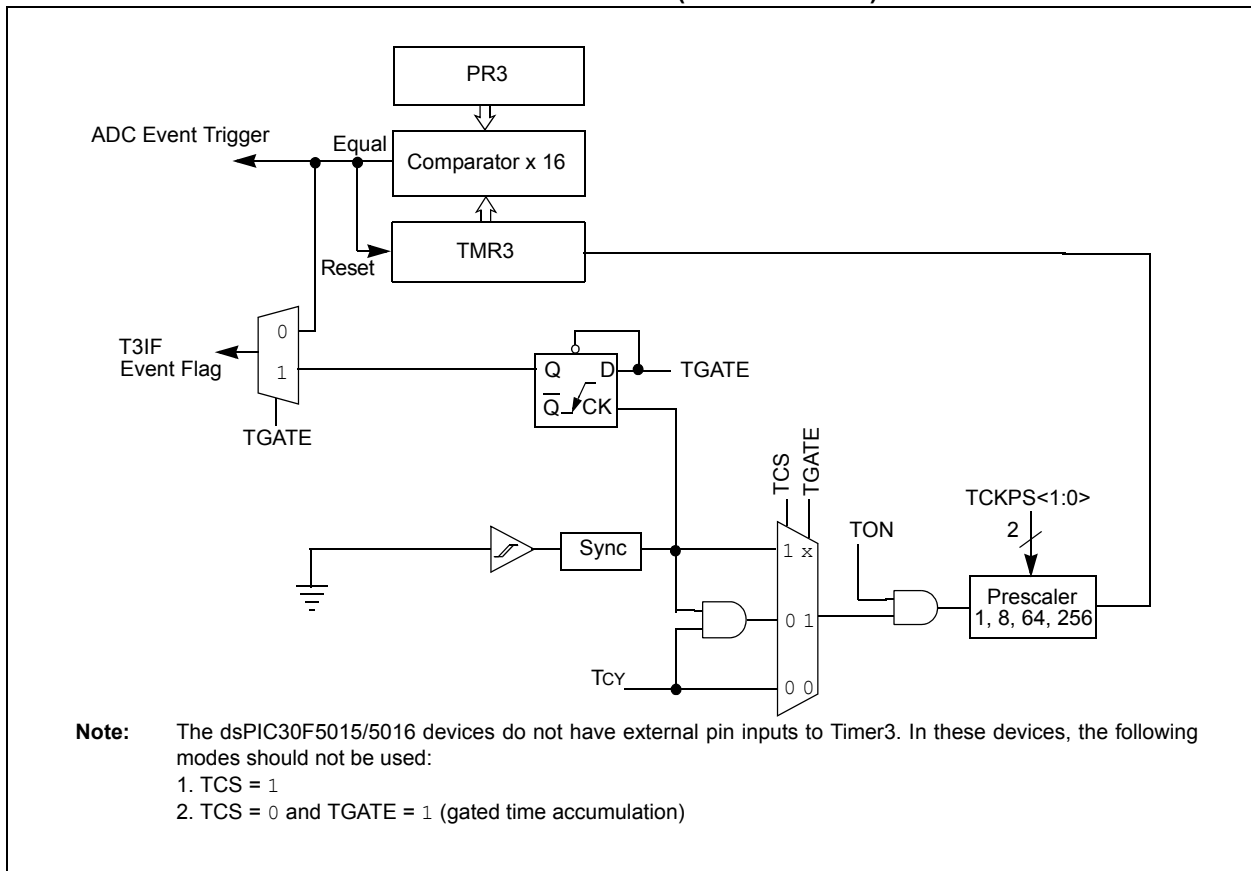 PR3
ADC Event Trigger
Equal
Comparator x 16
TMR3
Reset
0
T3IF
Event Flag
1
TGATE
Q D
Q CK
TGATE
TCS
TGATE
TCKPS<1:0>
2
TON
Sync
1 x
Prescaler
1, 8, 64, 256
0 1
TCY
0 0
Note: The dsPIC30F5015/5016 devices do not have external pin inputs to Timer3. In these devices, the following
modes should not be used:
1. TCS = 1
2. TCS = 0 and TGATE = 1 (gated time accumulation)